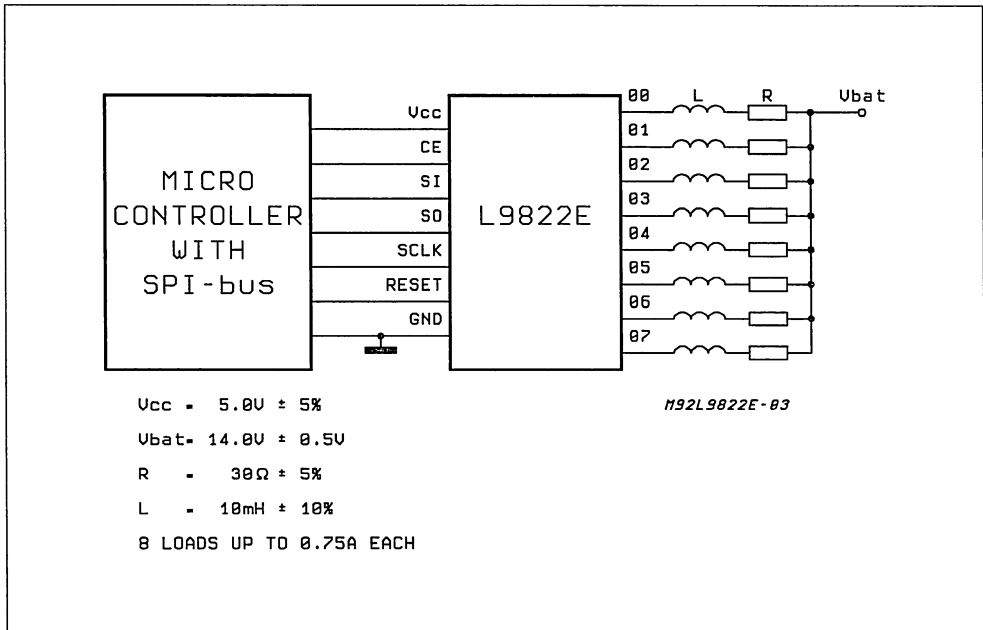 00 L R Vbat
Vcc
01
CE
02
SI
MICRO
CONTROLLER
WITH
SPI-bus
03
SO
L9822E
04
SCLK
05
RESET
06
GND
07
M92L9822E-03
Vcc = 5.0V ± 5%
Vbat= 14.0V ± 0.5V
R = 30Ω ± 5%
L = 10mH ± 10%
8 LOADS UP TO 0.75A EACH